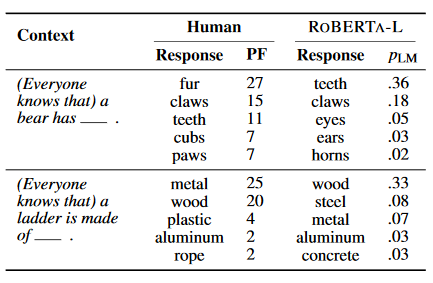 Context Human ROBERTA-L
Response PF Response pLM
(Everyone knows that) a bear has ___ .
fur 27 teeth .36
claws 15 claws .18
teeth 11 eyes .05
cubs 7 ears .03
paws 7 horns .02
(Everyone knows that) a ladder is made of ___ .
metal 25 wood .33
wood 20 steel .08
plastic 4 metal .07
aluminum 2 aluminum .03
rope 2 concrete .03